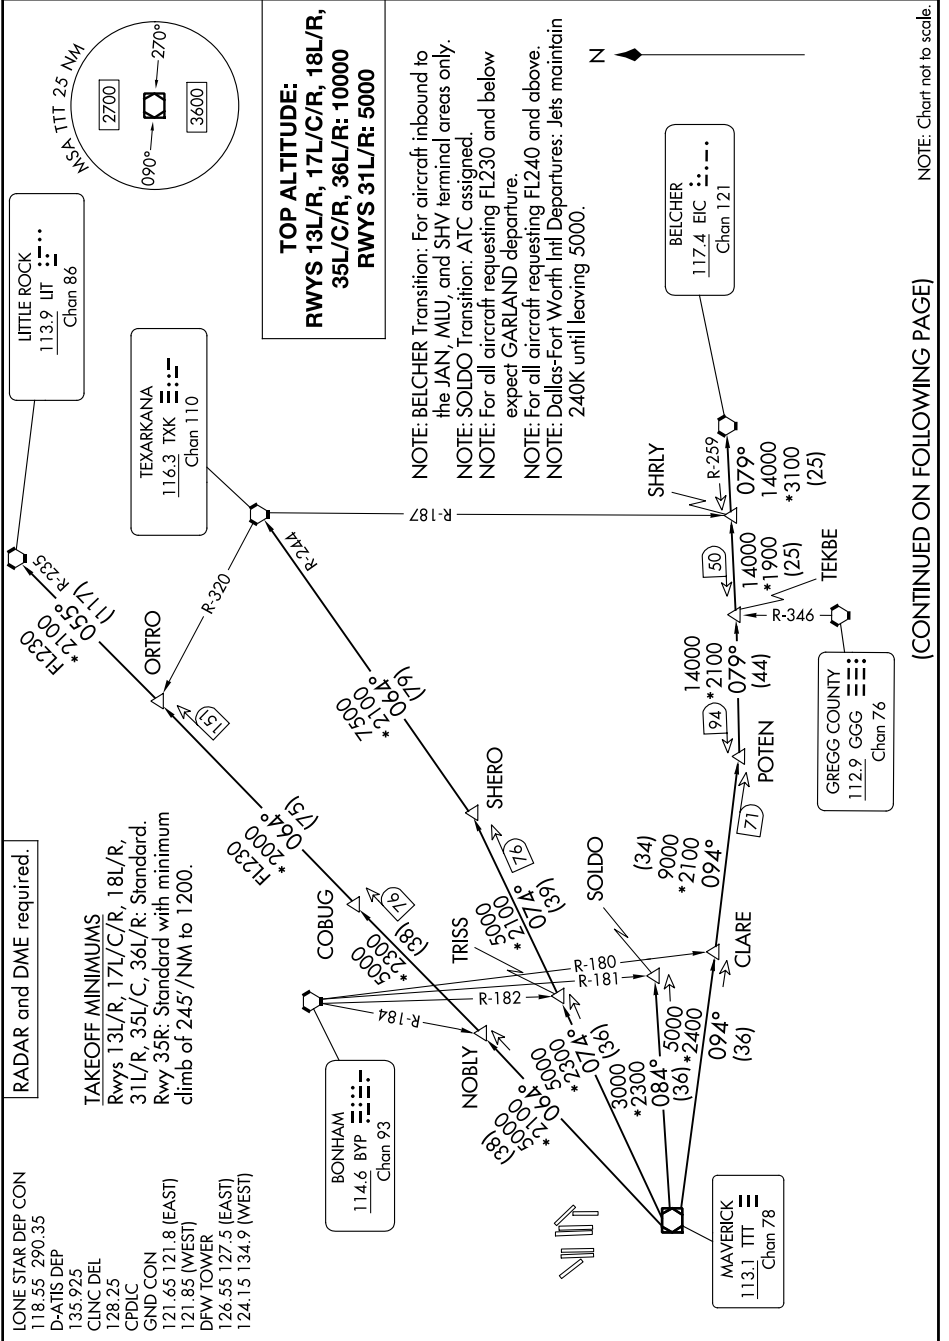 LONE STAR DEP CON
118.55 290.35
D-ATIS DEP
135.925
CLNC DEL
128.25
CPDLC
GND CON
121.65 121.8 (EAST)
121.85 (WEST)
DFW TOWER
126.55 127.5 (EAST)
124.15 134.9 (WEST)
RADAR and DME required.
TAKEOFF MINIMUMS
Rwys 13L/R, 17L/C/R, 18L/R,
31L/R, 35L/C, 36L/R: Standard.
Rwy 35R: Standard with minimum
climb of 245'/NM to 1200.
LITTLE ROCK
113.9 LIT
Chan 86
MSA TTT 25 NM
2700
270°
090°
3600
TEXARKANA
116.3 TXK
Chan 110
TOP ALTITUDE:
RWYS 13L/R, 17L/C/R, 18L/R,
35L/C/R, 36L/R: 10000
RWYS 31L/R: 5000
NOTE: BELCHER Transition: For aircraft inbound to
the JAN, MLU, and SHV terminal areas only.
NOTE: SOLDO Transition: ATC assigned.
NOTE: For all aircraft requesting FL230 and below
expect GARLAND departure.
NOTE: For all aircraft requesting FL240 and above.
NOTE: Dallas-Fort Worth Intl Departures: Jets maintain
240K until leaving 5000.
N
R-235
FL230
*2100
055°
(117)
ORTRO
R-320
151
FL230
*2000
064°
(75)
COBUG
76
5000
*2300
(38)
NOBLY
5000
*2100
064°
(38)
R-244
7500
*2100
064°
(79)
SHERO
76
5000
*2100
074°
(39)
TRISS
5000
*2300
074°
(36)
BONHAM
114.6 BYP
Chan 93
R-184
R-182
R-181
R-180
SOLDO
3000
*2300
084°
(36)
5000
*2400
094°
(36)
CLARE
(34)
9000
*2100
094°
71
POTEN
94
14000
*2100
079°
(44)
TEKBE
R-346
50
14000
*1900
(25)
SHRLY
R-187
R-259
079°
14000
*3100
(25)
BELCHER
117.4 EIC
Chan 121
GREGG COUNTY
112.9 GGG
Chan 76
MAVERICK
113.1 TTT
Chan 78
NOTE: Chart not to scale.
(CONTINUED ON FOLLOWING PAGE)